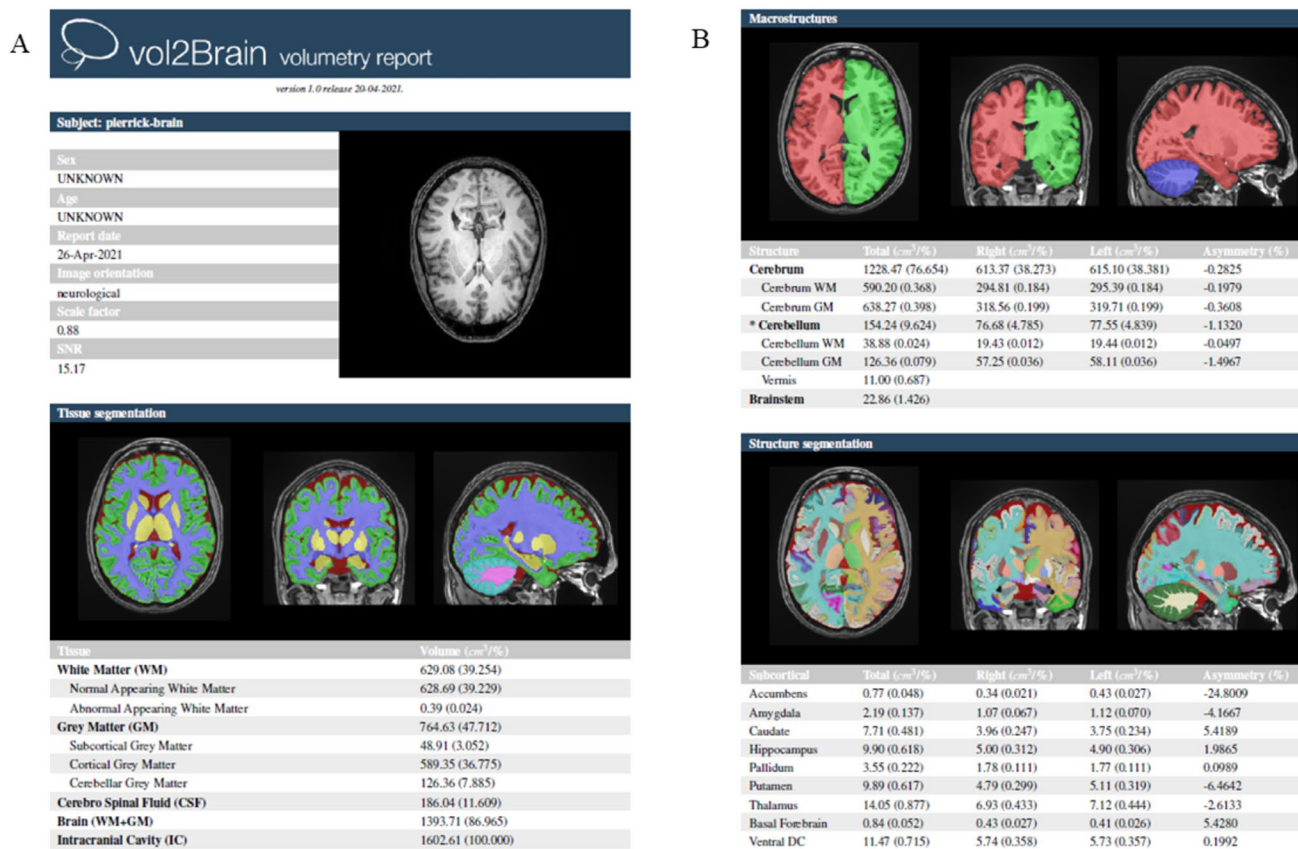 A
vol2Brain volumetry report
version 1.0 release 20-04-2021.
Subject: pierrick-brain
Sex
UNKNOWN
Age
UNKNOWN
Report date
26-Apr-2021
Image orientation
neurological
Scale factor
0.88
SNR
15.17
Tissue segmentation
Tissue Volume (cm³/%)
White Matter (WM) 629.08 (39.254)
Normal Appearing White Matter 628.69 (39.229)
Abnormal Appearing White Matter 0.39 (0.024)
Grey Matter (GM) 764.63 (47.712)
Subcortical Grey Matter 48.91 (3.052)
Cortical Grey Matter 589.35 (36.775)
Cerebellar Grey Matter 126.36 (7.885)
Cerebro Spinal Fluid (CSF) 186.04 (11.609)
Brain (WM+GM) 1393.71 (86.965)
Intracranial Cavity (IC) 1602.61 (100.000)
B
Macrostructures
Structure Total (cm³/%) Right (cm³/%) Left (cm³/%) Asymmetry (%)
Cerebrum 1228.47 (76.654) 613.37 (38.273) 615.10 (38.381) -0.2825
Cerebrum WM 590.20 (0.368) 294.81 (0.184) 295.39 (0.184) -0.1979
Cerebrum GM 638.27 (0.398) 318.56 (0.199) 319.71 (0.199) -0.3608
* Cerebellum 154.24 (9.624) 76.68 (4.785) 77.55 (4.839) -1.1320
Cerebellum WM 38.88 (0.024) 19.43 (0.012) 19.44 (0.012) -0.0497
Cerebellum GM 126.36 (0.079) 57.25 (0.036) 58.11 (0.036) -1.4967
Vermis 11.00 (0.687)
Brainstem 22.86 (1.426)
Structure segmentation
Subcortical Total (cm³/%) Right (cm³/%) Left (cm³/%) Asymmetry (%)
Accumbens 0.77 (0.048) 0.34 (0.021) 0.43 (0.027) -24.8009
Amygdala 2.19 (0.137) 1.07 (0.067) 1.12 (0.070) -4.1667
Caudate 7.71 (0.481) 3.96 (0.247) 3.75 (0.234) 5.4189
Hippocampus 9.90 (0.618) 5.00 (0.312) 4.90 (0.306) 1.9865
Pallidum 3.55 (0.222) 1.78 (0.111) 1.77 (0.111) 0.0989
Putamen 9.89 (0.617) 4.79 (0.299) 5.11 (0.319) -6.4642
Thalamus 14.05 (0.877) 6.93 (0.433) 7.12 (0.444) -2.6133
Basal Forebrain 0.84 (0.052) 0.43 (0.027) 0.41 (0.026) 5.4280
Ventral DC 11.47 (0.715) 5.74 (0.358) 5.73 (0.357) 0.1992